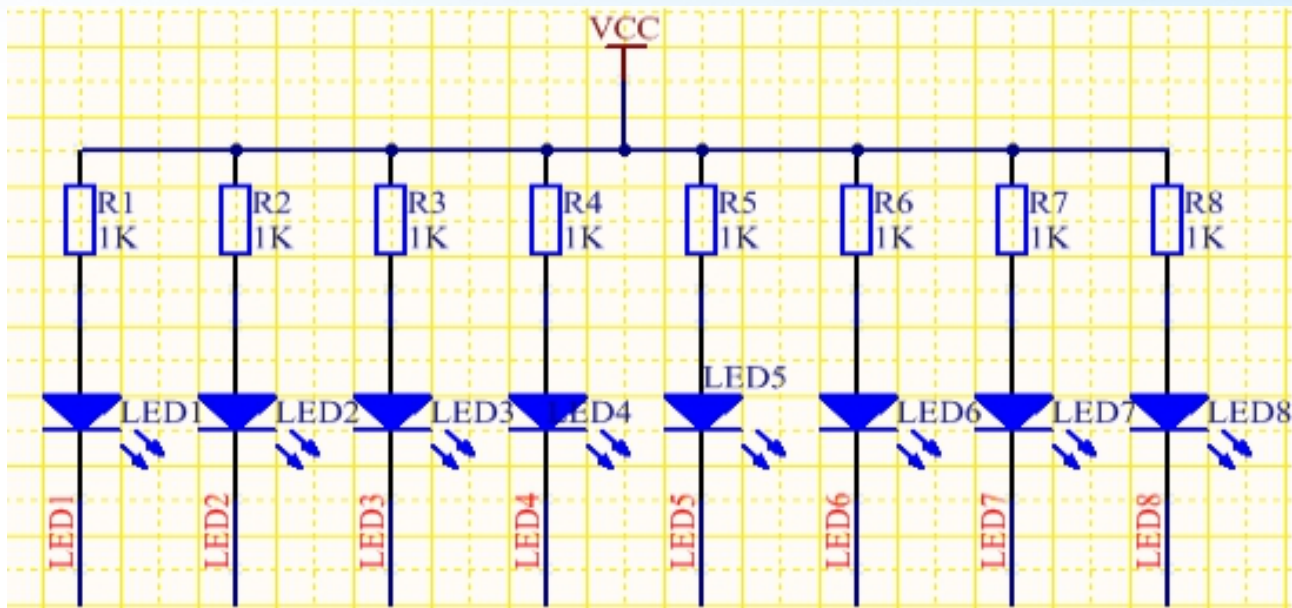 VCC
R1
1K
R2
1K
R3
1K
R4
1K
R5
1K
R6
1K
R7
1K
R8
1K
LED1
LED2
LED3
LED4
LED5
LED6
LED7
LED8
LED1
LED2
LED3
LED4
LED5
LED6
LED7
LED8